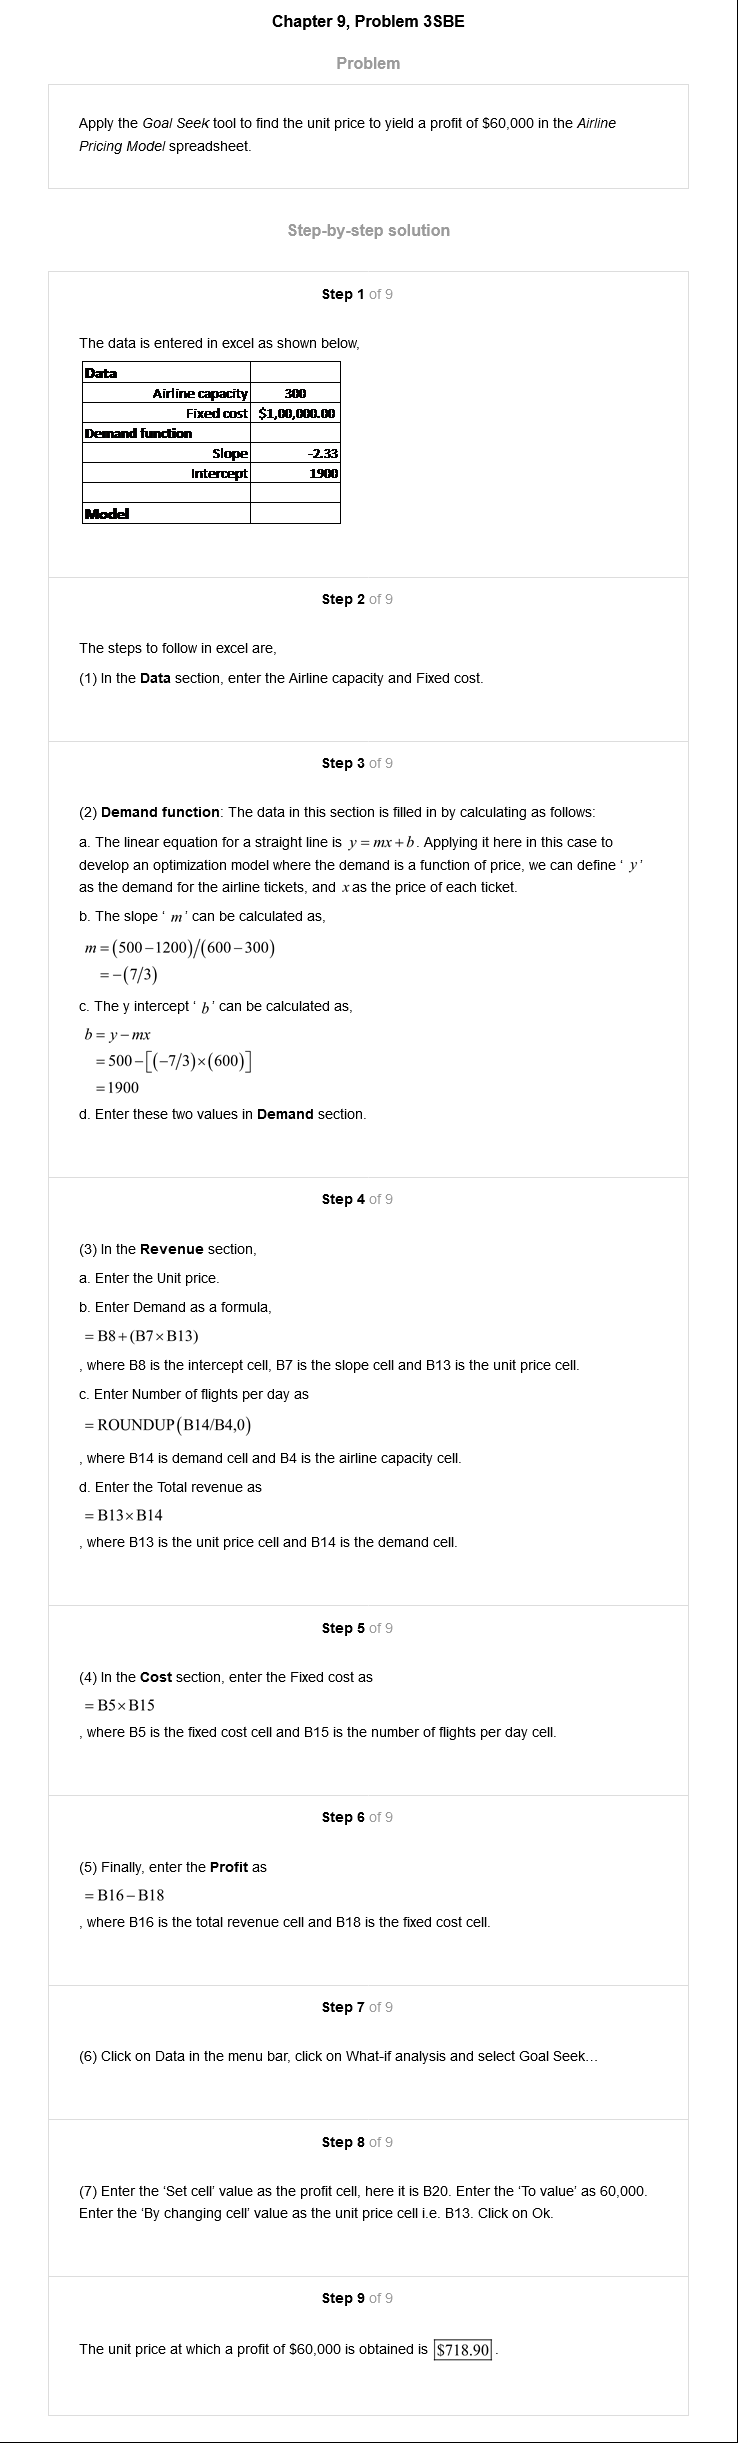 Chapter 9, Problem 3SBE
Problem
Apply the Goal Seek tool to find the unit price to yield a profit of $60,000 in the Airline
Pricing Model spreadsheet.
Step-by-step solution
Step 1 of 9
The data is entered in excel as shown below,
Data
Airline capacity 300
Fixed cost $1,00,000.00
Demand function
Slope -2.33
Intercept 1900
Model
Step 2 of 9
The steps to follow in excel are,
(1) In the Data section, enter the Airline capacity and Fixed cost.
Step 3 of 9
(2) Demand function: The data in this section is filled in by calculating as follows:
a. The linear equation for a straight line is y = mx + b. Applying it here in this case to
develop an optimization model where the demand is a function of price, we can define ‘ y ’
as the demand for the airline tickets, and x as the price of each ticket.
b. The slope ‘ m ’ can be calculated as,
m = (500 – 1200)/(600 – 300)
= –(7/3)
c. The y intercept ‘ b ’ can be calculated as,
b = y – mx
= 500 – [(–7/3)×(600)]
= 1900
d. Enter these two values in Demand section.
Step 4 of 9
(3) In the Revenue section,
a. Enter the Unit price.
b. Enter Demand as a formula,
= B8 + (B7 × B13)
, where B8 is the intercept cell, B7 is the slope cell and B13 is the unit price cell.
c. Enter Number of flights per day as
= ROUNDUP(B14/B4,0)
, where B14 is demand cell and B4 is the airline capacity cell.
d. Enter the Total revenue as
= B13 × B14
, where B13 is the unit price cell and B14 is the demand cell.
Step 5 of 9
(4) In the Cost section, enter the Fixed cost as
= B5 × B15
, where B5 is the fixed cost cell and B15 is the number of flights per day cell.
Step 6 of 9
(5) Finally, enter the Profit as
= B16 – B18
, where B16 is the total revenue cell and B18 is the fixed cost cell.
Step 7 of 9
(6) Click on Data in the menu bar, click on What-if analysis and select Goal Seek…
Step 8 of 9
(7) Enter the ‘Set cell’ value as the profit cell, here it is B20. Enter the ‘To value’ as 60,000.
Enter the ‘By changing cell’ value as the unit price cell i.e. B13. Click on Ok.
Step 9 of 9
The unit price at which a profit of $60,000 is obtained is $718.90 .